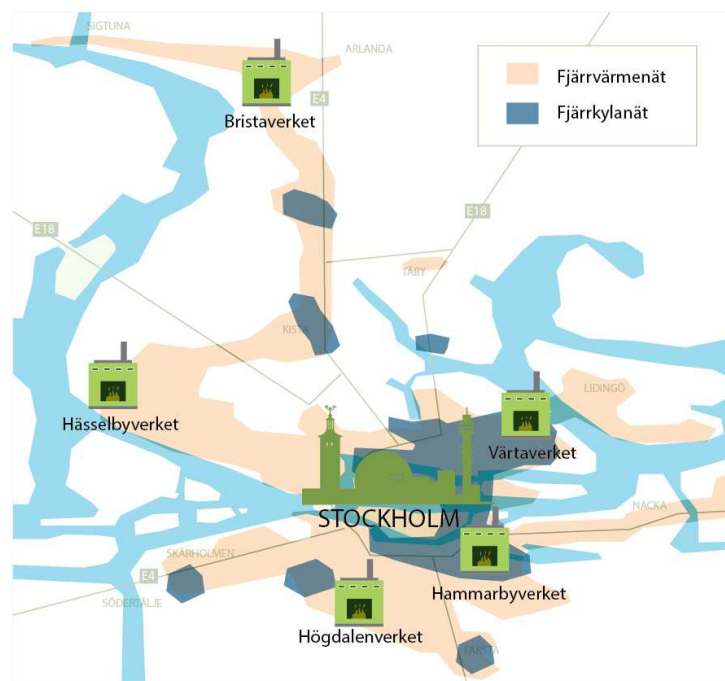 SIGTUNA
ARLANDA
Fjärrvärmenät
E4
Bristaverket
Fjärrkylanät
E18
E18
TÄBY
KISTA
LIDINGÖ
Hässelbyverket
Värtaverket
NACKA
STOCKHOLM
SKÄRHOLMEN
E4
SÖDERTÄLJE
Hammarbyverket
Högdalenverket
FARSTA